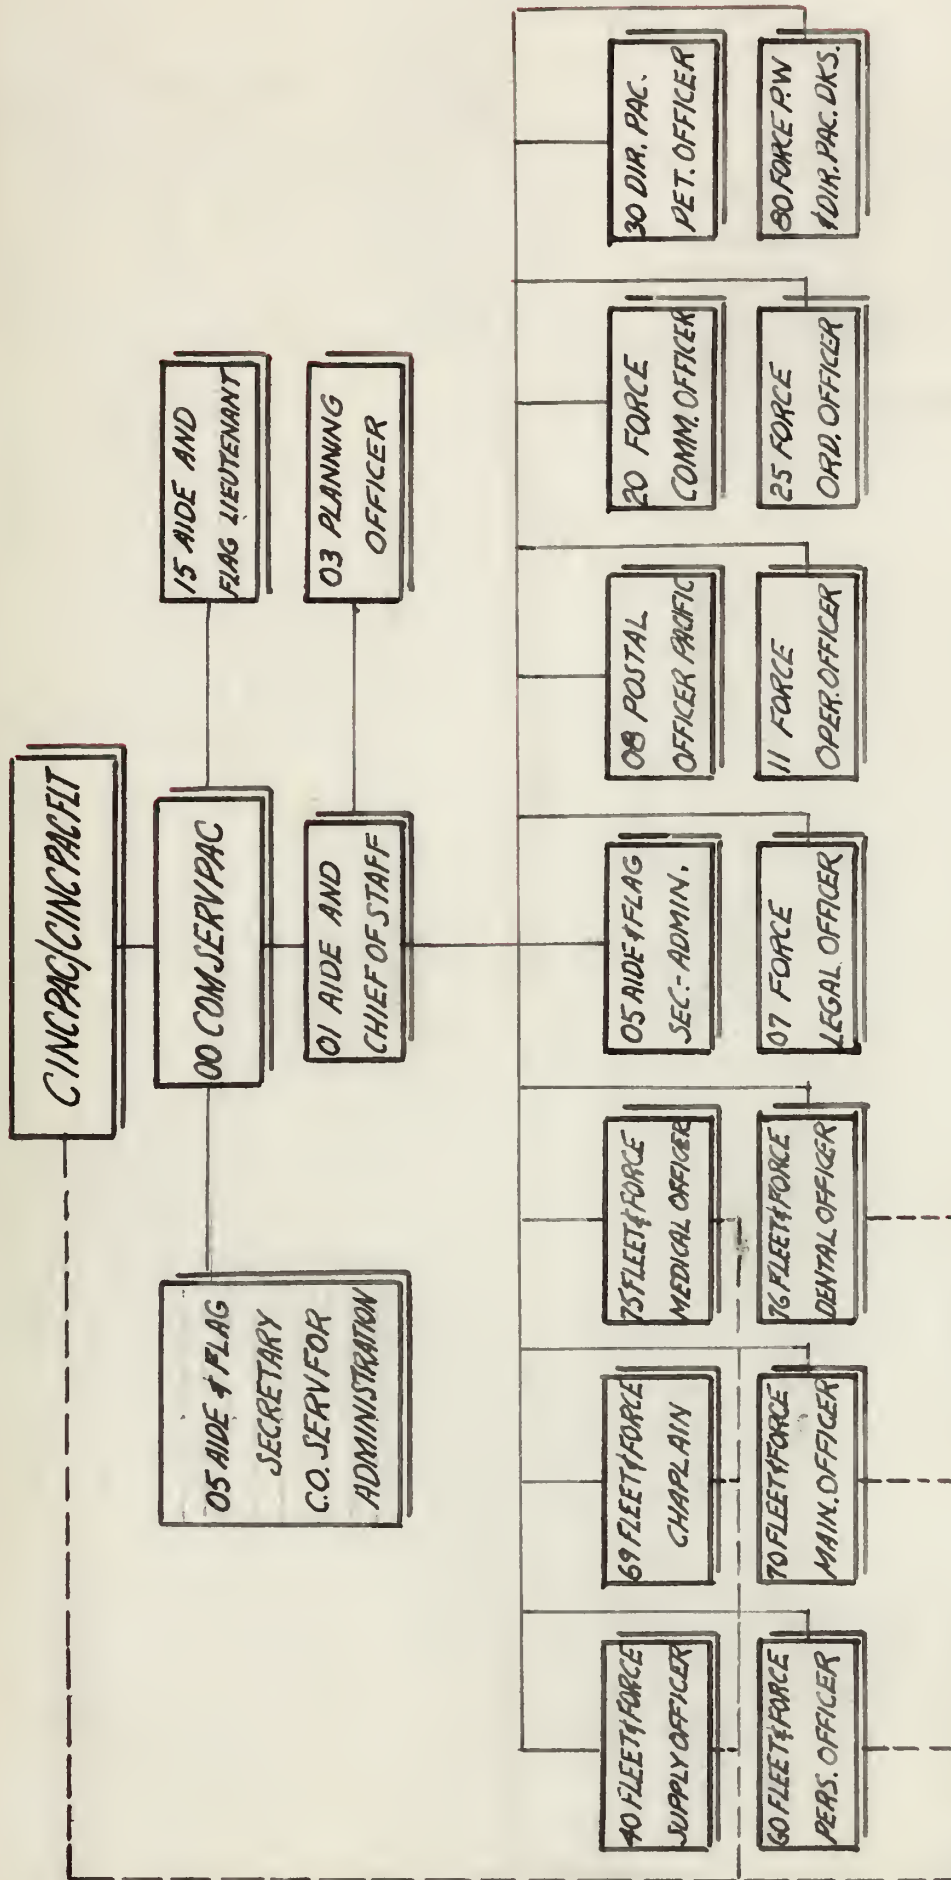 CINCPAC/CINCPACFLT
00 COMSERVPAC
05 AIDE & FLAG
SECRETARY
C.O. SERVFOR
ADMINISTRATION
15 AIDE AND
FLAG LIEUTENANT
01 AIDE AND
CHIEF OF STAFF
03 PLANNING
OFFICER
40 FLEET & FORCE
SUPPLY OFFICER
69 FLEET & FORCE
CHAPLAIN
75 FLEET & FORCE
MEDICAL OFFICER
05 AIDE & FLAG
SEC.-ADMIN.
08 POSTAL
OFFICER PACIFIC
20 FORCE
COMM. OFFICER
30 DIR. PAC.
PET. OFFICER
60 FLEET & FORCE
PERS. OFFICER
70 FLEET & FORCE
MAIN. OFFICER
76 FLEET & FORCE
DENTAL OFFICER
07 FORCE
LEGAL OFFICER
11 FORCE
OPER. OFFICER
25 FORCE
ORD. OFFICER
80 FORCE P.W
& DIR. PAC. DKS.